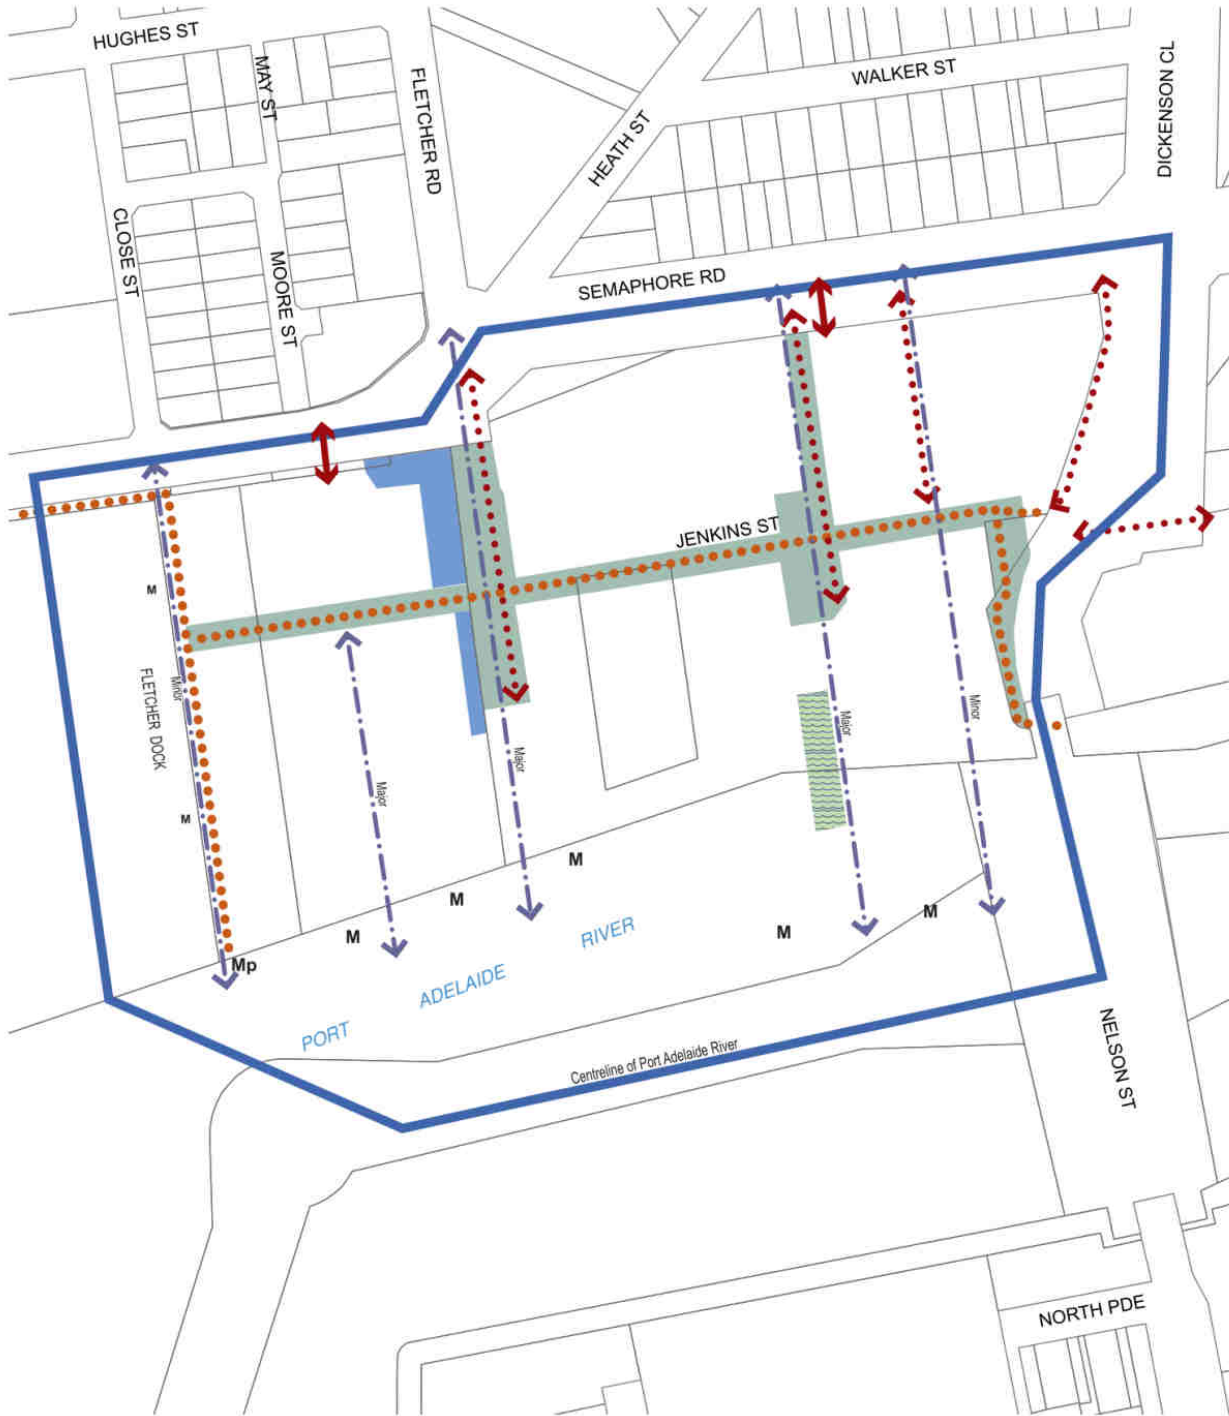 HUGHES ST
MAY ST
FLETCHER RD
HEATH ST
WALKER ST
DICKENSON CL
CLOSE ST
MOORE ST
SEMAPHORE RD
JENKINS ST
M
FLETCHER DOCK
Minor
Major
Major
Major
Minor
M
M
M
M
M
M
Mp
PORT ADELAIDE RIVER
Centreline of Port Adelaide River
NELSON ST
NORTH PDE